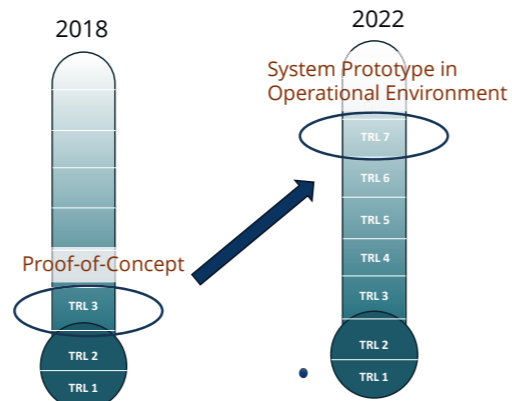 2018
Proof-of-Concept
TRL 3
TRL 2
TRL 1
2022
System Prototype in
Operational Environment
TRL 7
TRL 6
TRL 5
TRL 4
TRL 3
TRL 2
TRL 1